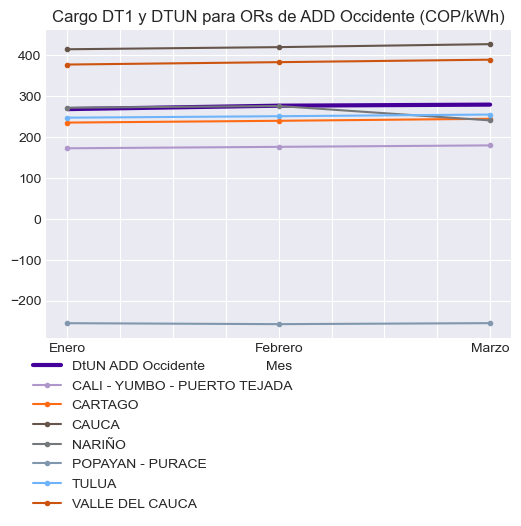 Cargo DT1 y DTUN para ORs de ADD Occidente (COP/kWh)
400
300
200
100
0
−100
−200
Enero
Febrero
Marzo
Mes
DtUN ADD Occidente
CALI - YUMBO - PUERTO TEJADA
CARTAGO
CAUCA
NARIÑO
POPAYAN - PURACE
TULUA
VALLE DEL CAUCA